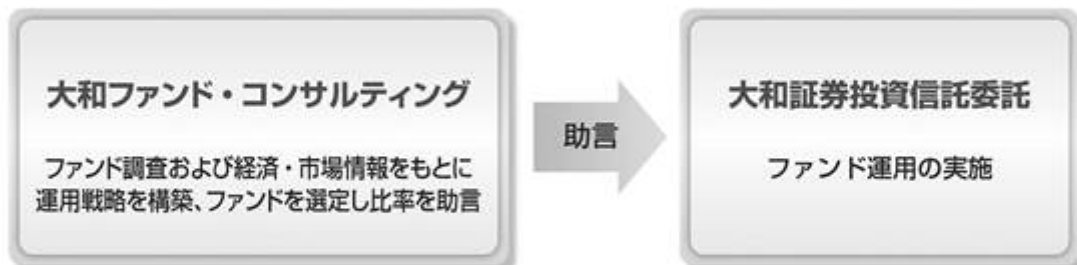 大和ファンド・コンサルティング
ファンド調査および経済・市場情報をもとに
運用戦略を構築、ファンドを選定し比率を助言
助言
大和証券投資信託委託
ファンド運用の実施